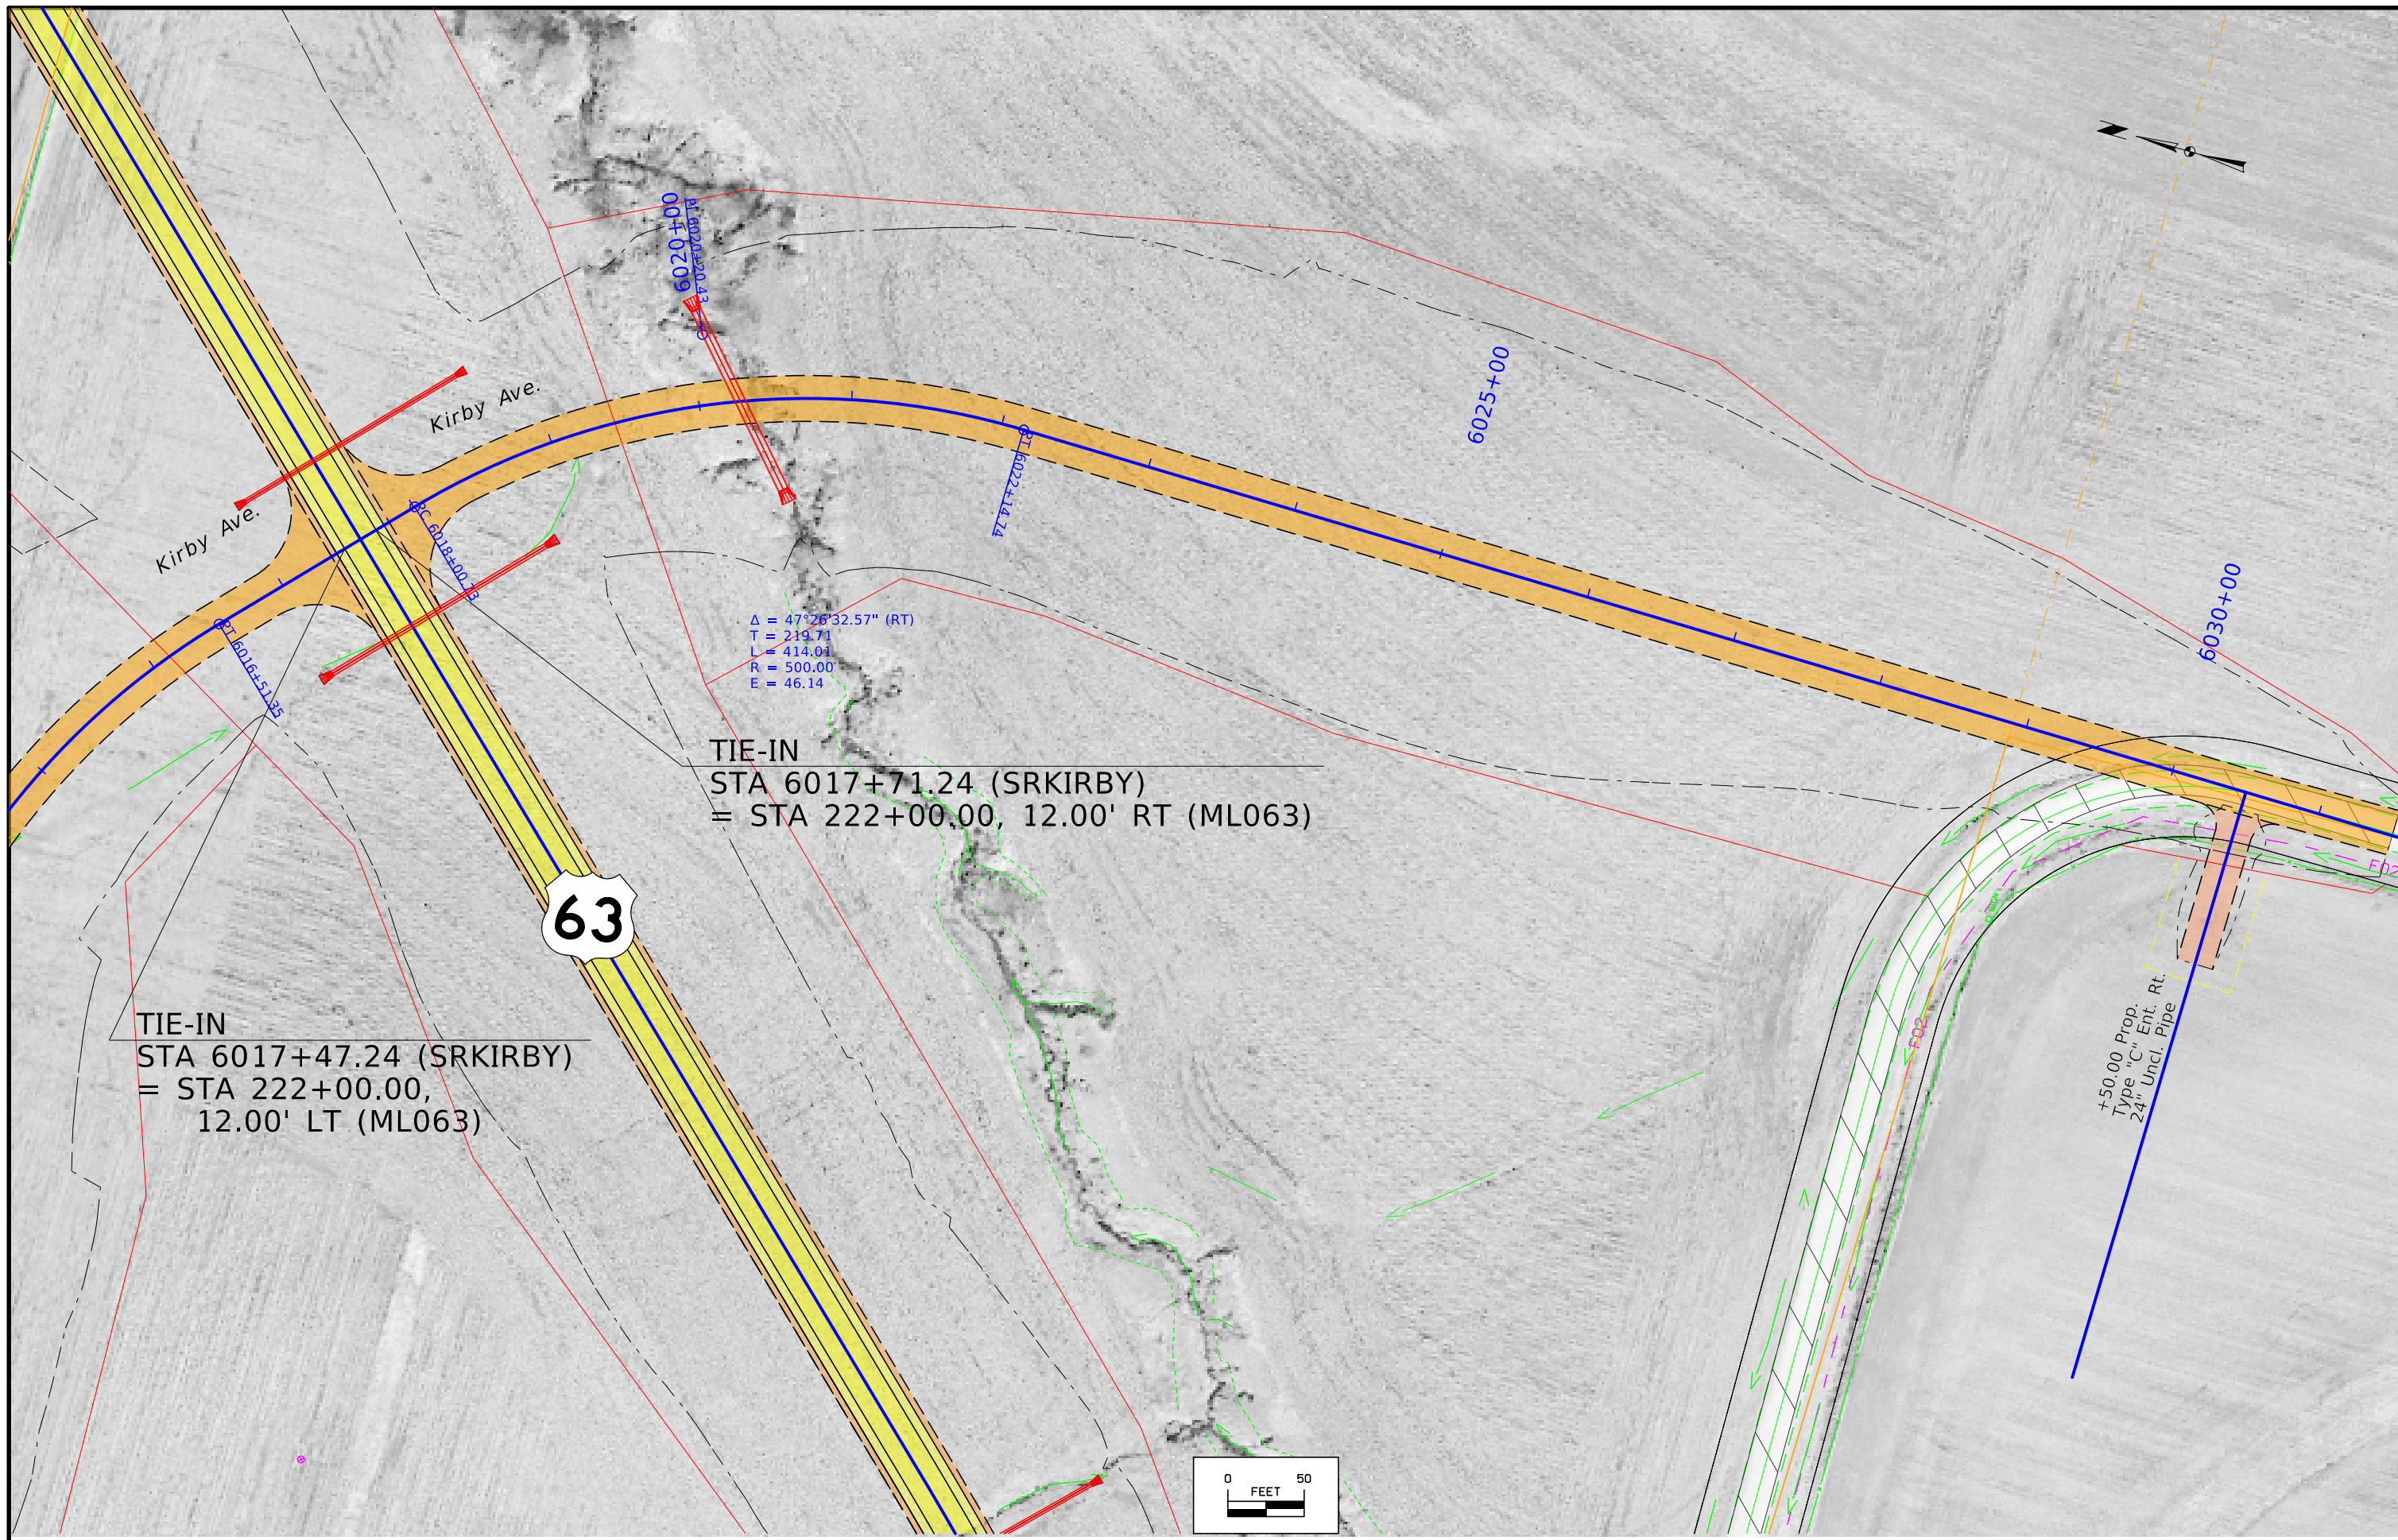 6020+00
PI 6020+20.43
Kirby Ave.
Kirby Ave.
PC 6018+00.73
PT 6016+51.35
PT 6022+14.74
6025+00
6030+00
Δ = 47°26'32.57" (RT)
T = 219.71
L = 414.01
R = 500.00
E = 46.14
TIE-IN
STA 6017+71.24 (SRKIRBY)
= STA 222+00.00, 12.00' RT (ML063)
63
TIE-IN
STA 6017+47.24 (SRKIRBY)
= STA 222+00.00,
12.00' LT (ML063)
F02
F02
+50.00 Prop.
Type "C" Ent. Rt.
24" Uncl. Pipe
N
0 50
FEET